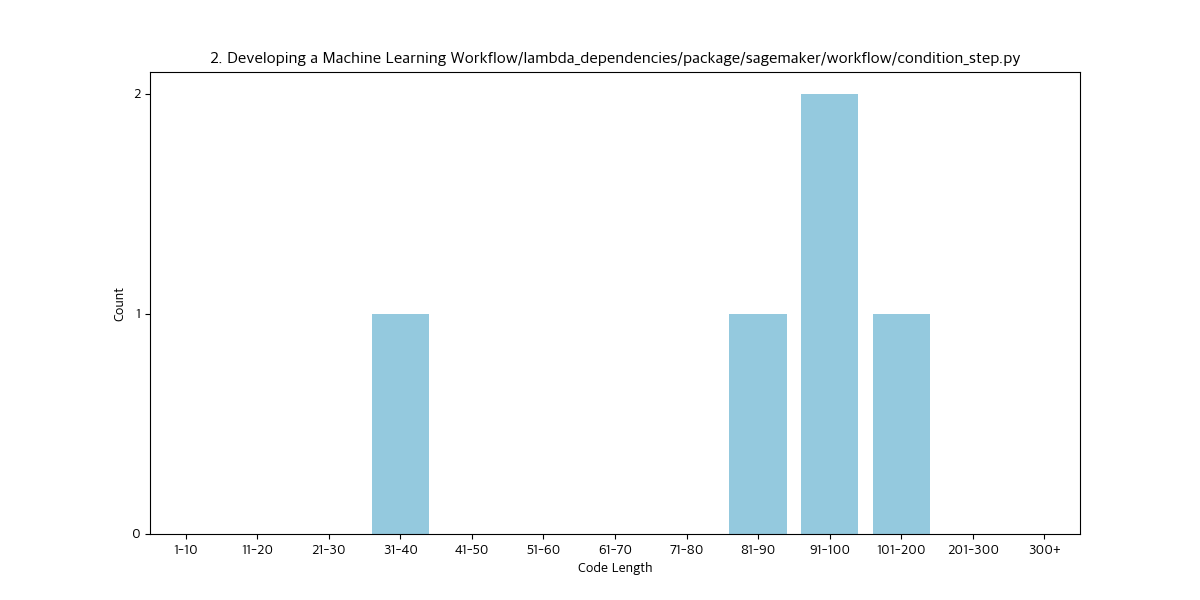 2. Developing a Machine Learning Workflow/lambda_dependencies/package/sagemaker/workflow/condition_step.py
2
1
0
Count
1-10 11-20 21-30 31-40 41-50 51-60 61-70 71-80 81-90 91-100 101-200 201-300 300+
Code Length